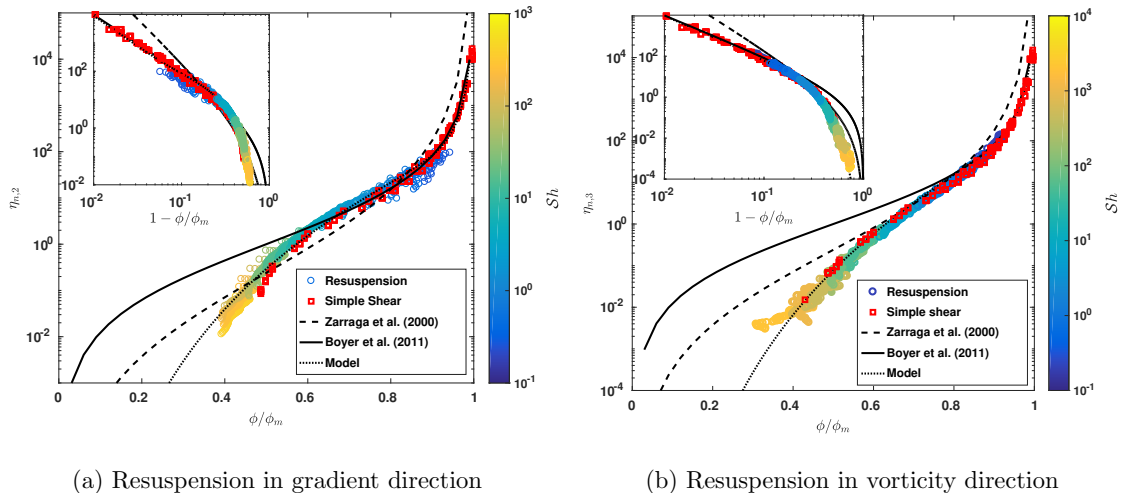 10^4
10^2
10^0
10^-2
η_{n,2}
10^2
10^0
10^-2
10^-2
10^-1
10^0
1 − ϕ/ϕ_m
Resuspension
Simple Shear
Zarraga et al. (2000)
Boyer et al. (2011)
Model
0
0.2
0.4
0.6
0.8
1
ϕ/ϕ_m
10^3
10^2
10^1
10^0
10^-1
Sh
(a) Resuspension in gradient direction
10^4
10^2
10^0
10^-2
10^-4
η_{n,3}
10^2
10^0
10^-2
10^-4
10^-2
10^-1
10^0
1 − ϕ/ϕ_m
Resuspension
Simple shear
Zarraga et al. (2000)
Boyer et al. (2011)
Model
0
0.2
0.4
0.6
0.8
1
ϕ/ϕ_m
10^4
10^3
10^2
10^1
10^0
10^-1
Sh
(b) Resuspension in vorticity direction